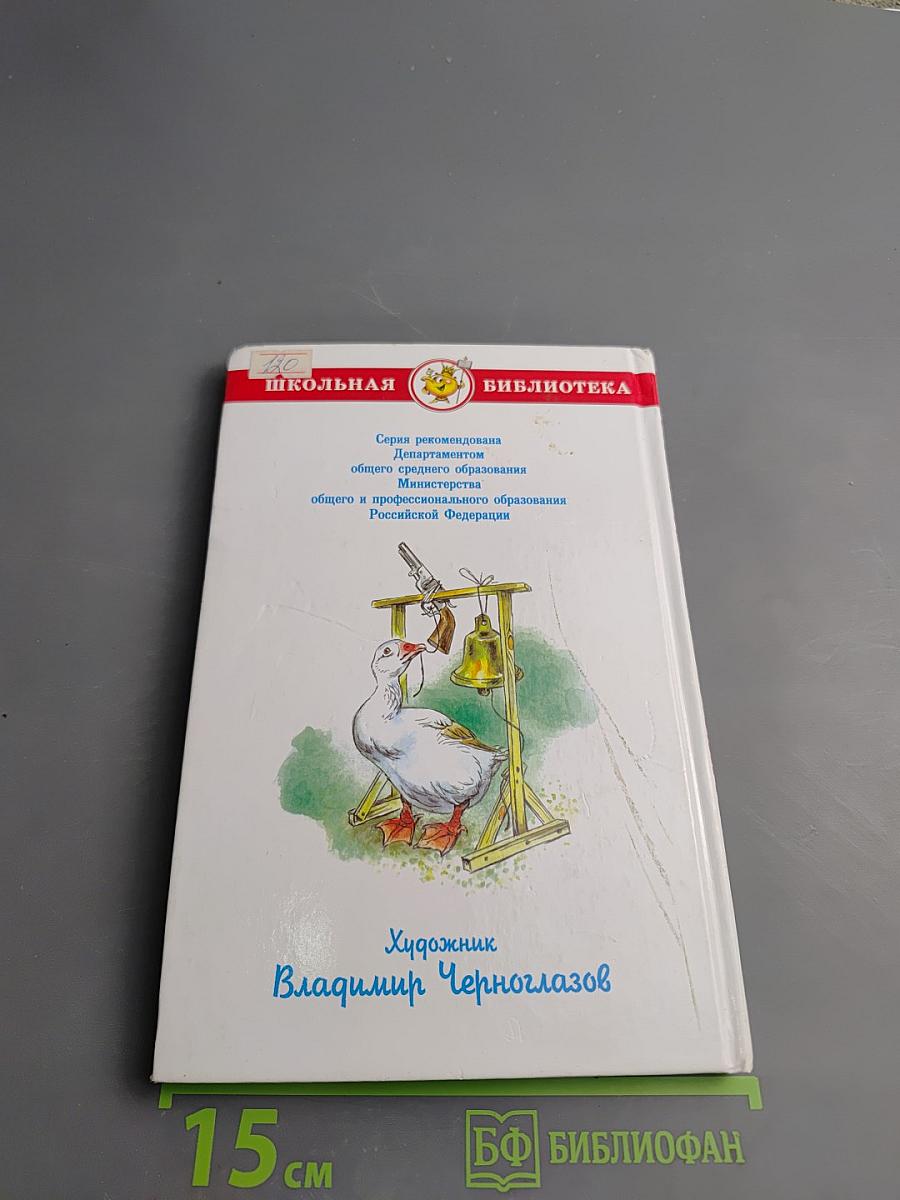 120
ШКОЛЬНАЯ БИБЛИОТЕКА
Серия рекомендована
Департаментом
общего среднего образования
Министерства
общего и профессионального образования
Российской Федерации
Художник
Владимир Черноглазов
15 см
БФ БИБЛИОФАН